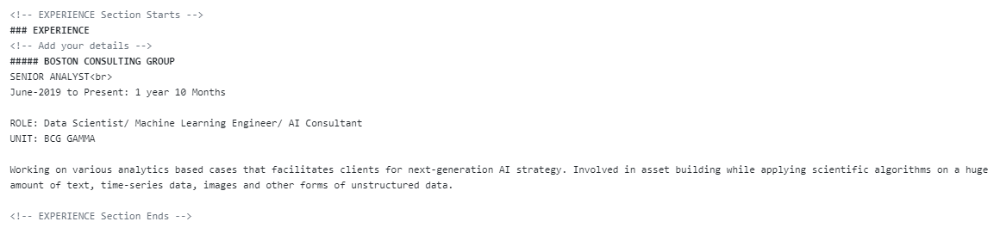 <!-- EXPERIENCE Section Starts -->
### EXPERIENCE
<!-- Add your details -->
##### BOSTON CONSULTING GROUP
SENIOR ANALYST<br>
June-2019 to Present: 1 year 10 Months
ROLE: Data Scientist/ Machine Learning Engineer/ AI Consultant
UNIT: BCG GAMMA
Working on various analytics based cases that facilitates clients for next-generation AI strategy. Involved in asset building while applying scientific algorithms on a huge
amount of text, time-series data, images and other forms of unstructured data.
<!-- EXPERIENCE Section Ends -->